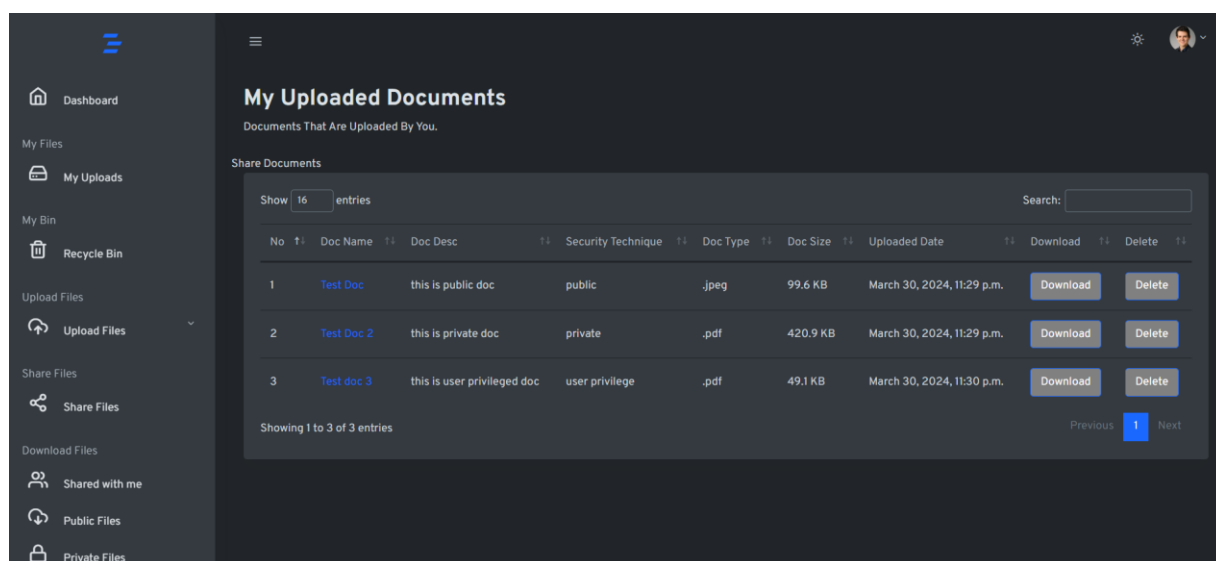 Dashboard
My Files
My Uploads
My Bin
Recycle Bin
Upload Files
Upload Files
Share Files
Share Files
Download Files
Shared with me
Public Files
Private Files
My Uploaded Documents
Documents That Are Uploaded By You.
Share Documents
Show 16 entries Search:
No Doc Name Doc Desc Security Technique Doc Type Doc Size Uploaded Date Download Delete
1 Test Doc this is public doc public .jpeg 99.6 KB March 30, 2024, 11:29 p.m. Download Delete
2 Test Doc 2 this is private doc private .pdf 420.9 KB March 30, 2024, 11:29 p.m. Download Delete
3 Test doc 3 this is user privileged doc user privilege .pdf 49.1 KB March 30, 2024, 11:30 p.m. Download Delete
Showing 1 to 3 of 3 entries Previous 1 Next